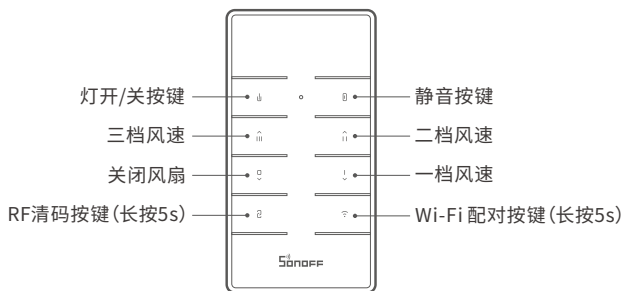 灯开/关按键
静音按键
三档风速
二档风速
关闭风扇
一档风速
RF清码按键（长按5s）
Wi-Fi 配对按键（长按5s）
SONOFF